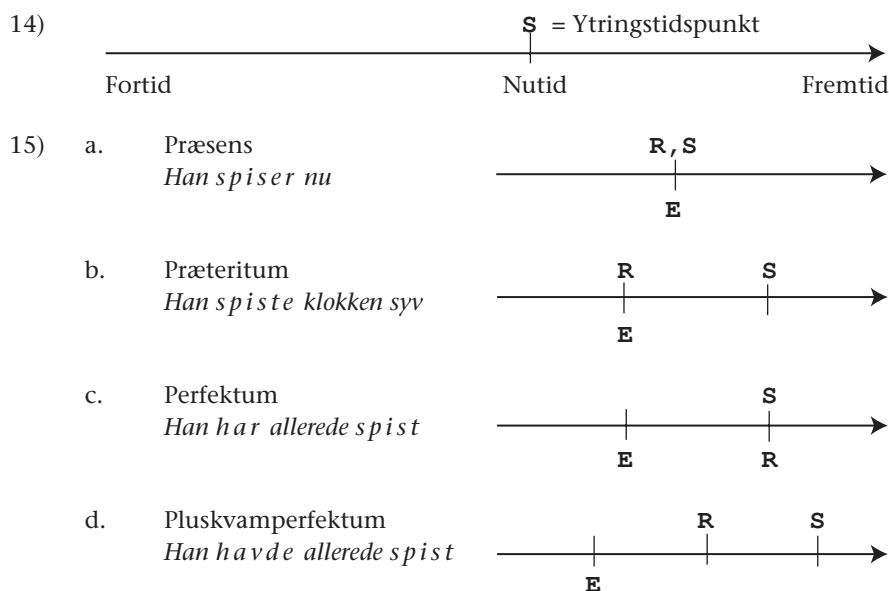 14) S = Ytringstidspunkt
Fortid Nutid Fremtid
15) a. Præsens R,S
Han spiser nu
E
b. Præteritum R S
Han spiste klokken syv
E
c. Perfektum S
Han har allerede spist
E R
d. Pluskvamperfektum R S
Han havde allerede spist
E